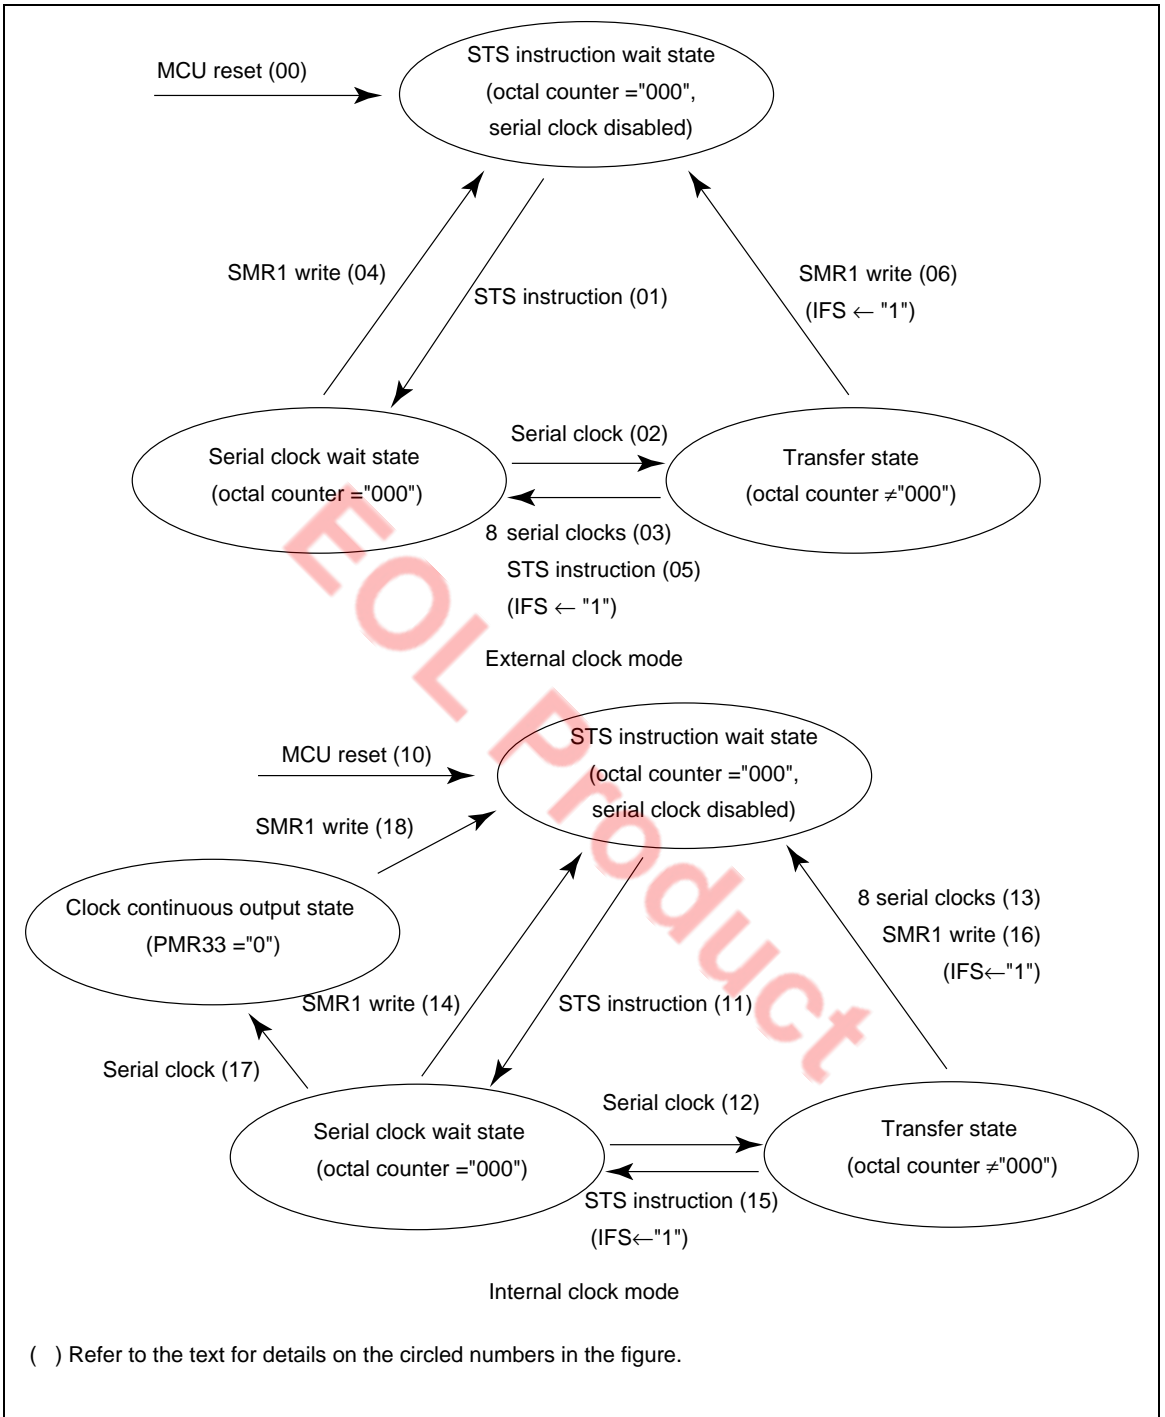 STS instruction wait state
(octal counter ="000",
serial clock disabled)
MCU reset (00)
SMR1 write (04)
STS instruction (01)
SMR1 write (06)
(IFS ← "1")
Serial clock wait state
(octal counter ="000")
Serial clock (02)
Transfer state
(octal counter ≠"000")
8 serial clocks (03)
STS instruction (05)
(IFS ← "1")
External clock mode
EOL Product
STS instruction wait state
(octal counter ="000",
serial clock disabled)
MCU reset (10)
SMR1 write (18)
Clock continuous output state
(PMR33 ="0")
8 serial clocks (13)
SMR1 write (16)
(IFS←"1")
SMR1 write (14)
STS instruction (11)
Serial clock (17)
Serial clock wait state
(octal counter ="000")
Serial clock (12)
Transfer state
(octal counter ≠"000")
STS instruction (15)
(IFS←"1")
Internal clock mode
(   ) Refer to the text for details on the circled numbers in the figure.